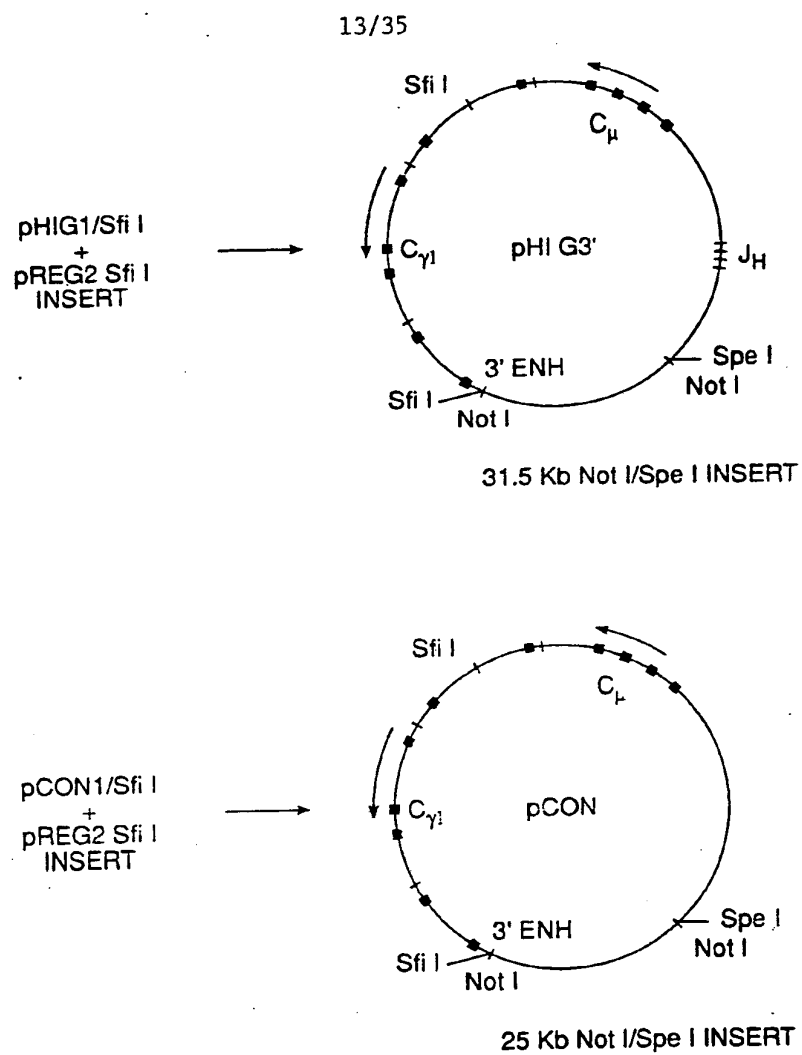 13/35
Sfi I
Cμ
pHIG1/Sfi I
+
pREG2 Sfi I
INSERT
Cγ1
pHI G3'
JH
3' ENH
Spe I
Sfi I
Not I
Not I
31.5 Kb Not I/Spe I INSERT
Sfi I
Cμ
pCON1/Sfi I
+
pREG2 Sfi I
INSERT
Cγ1
pCON
3' ENH
Spe I
Sfi I
Not I
Not I
25 Kb Not I/Spe I INSERT